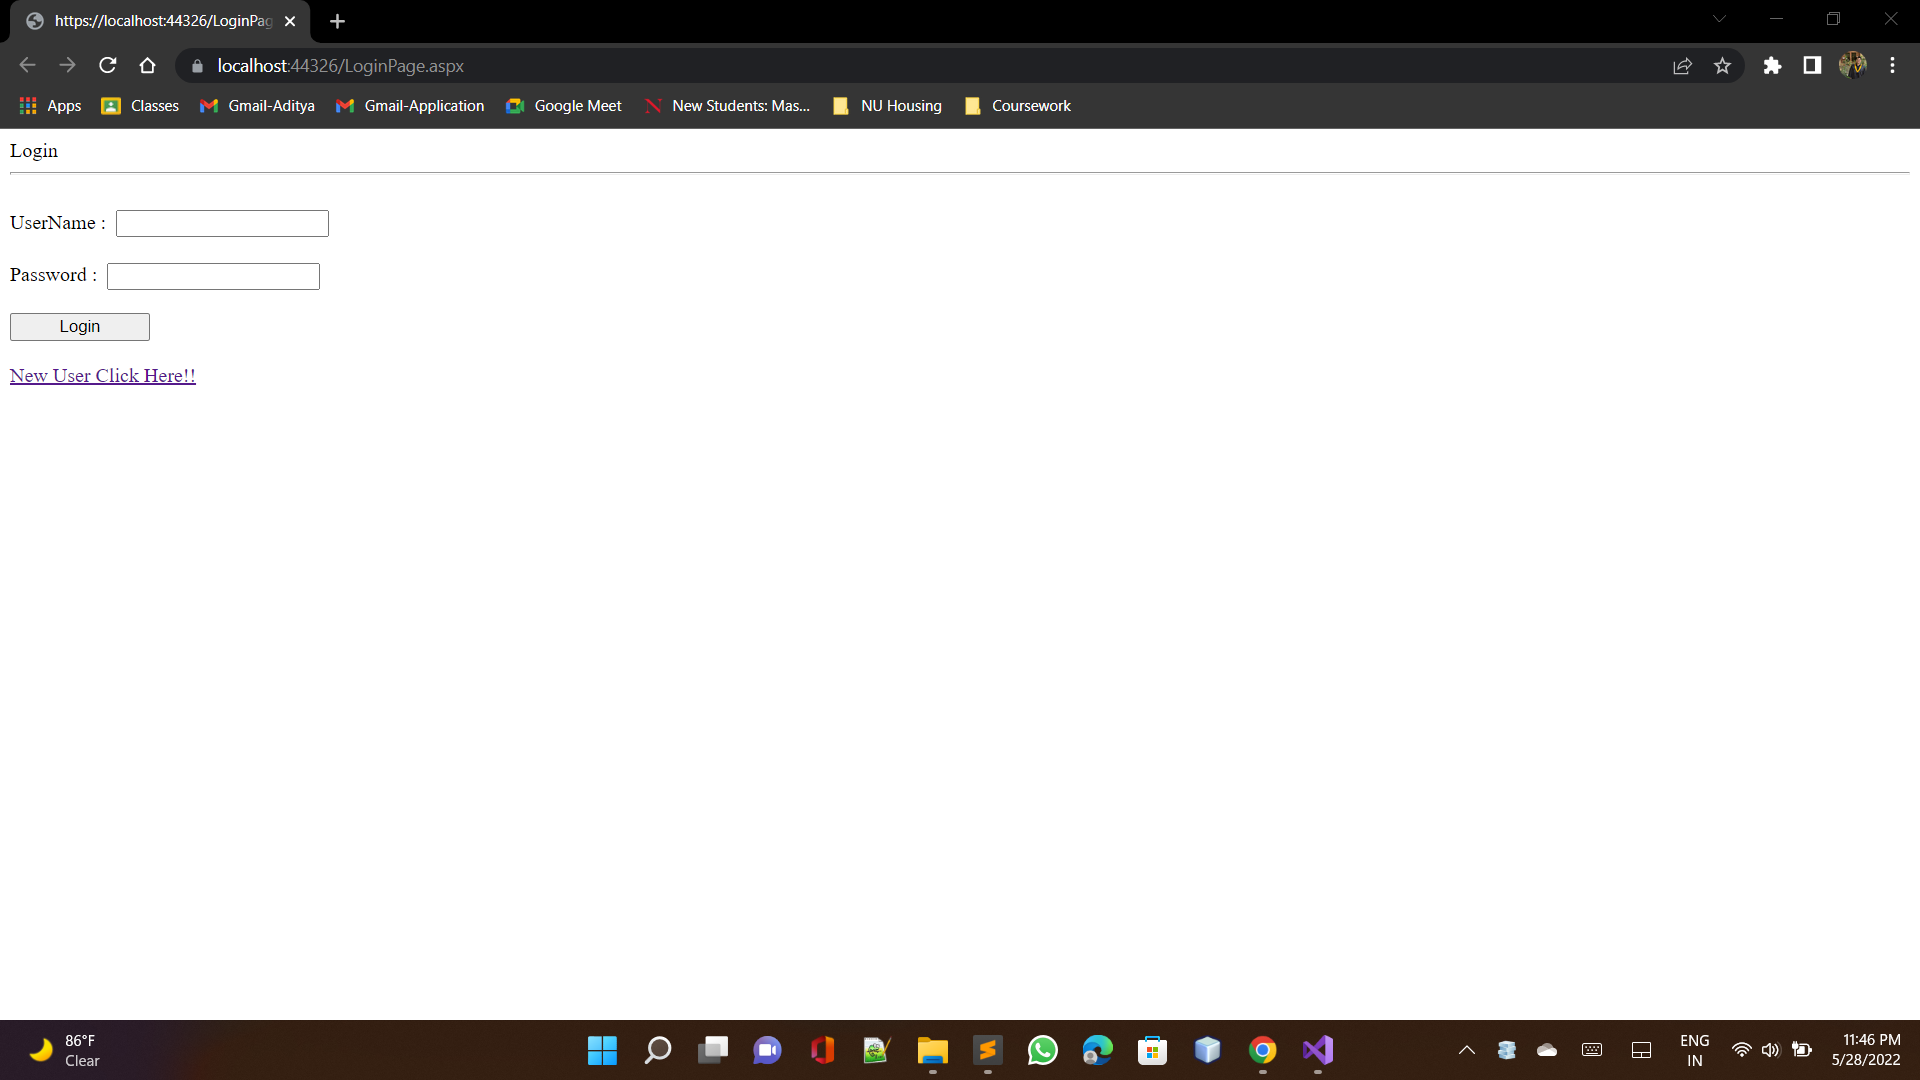 https://localhost:44326/LoginPag
localhost:44326/LoginPage.aspx
Apps Classes Gmail-Aditya Gmail-Application Google Meet New Students: Mas... NU Housing Coursework
Login
UserName :
Password :
Login
New User Click Here!!
86°F
Clear
ENG
IN
11:46 PM
5/28/2022